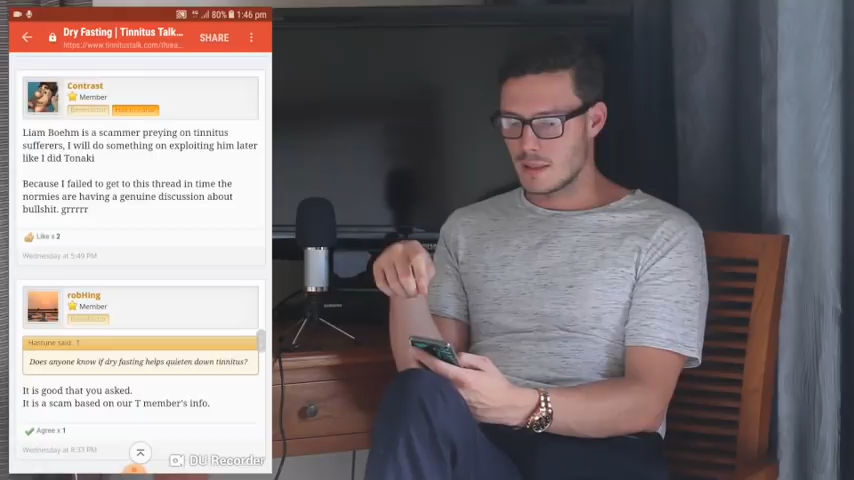 80% 1:46 pm
Dry Fasting | Tinnitus Talk...
https://www.tinnitustalk.com/threa...
SHARE
Contrast
Member
Benefactor
Liam Boehm is a scammer preying on tinnitus
sufferers, I will do something on exploiting him later
like I did Tonaki
Because I failed to get to this thread in time the
normies are having a genuine discussion about
bullshit. grrrr
Like x 2
Wednesday at 5:49 PM
robHing
Member
Benefactor
Hastune said: ↑
Does anyone know if dry fasting helps quieten down tinnitus?
It is good that you asked.
It is a scam based on our T member's info.
Agree x 1
Wednesday at 8:33 PM
DU Recorder